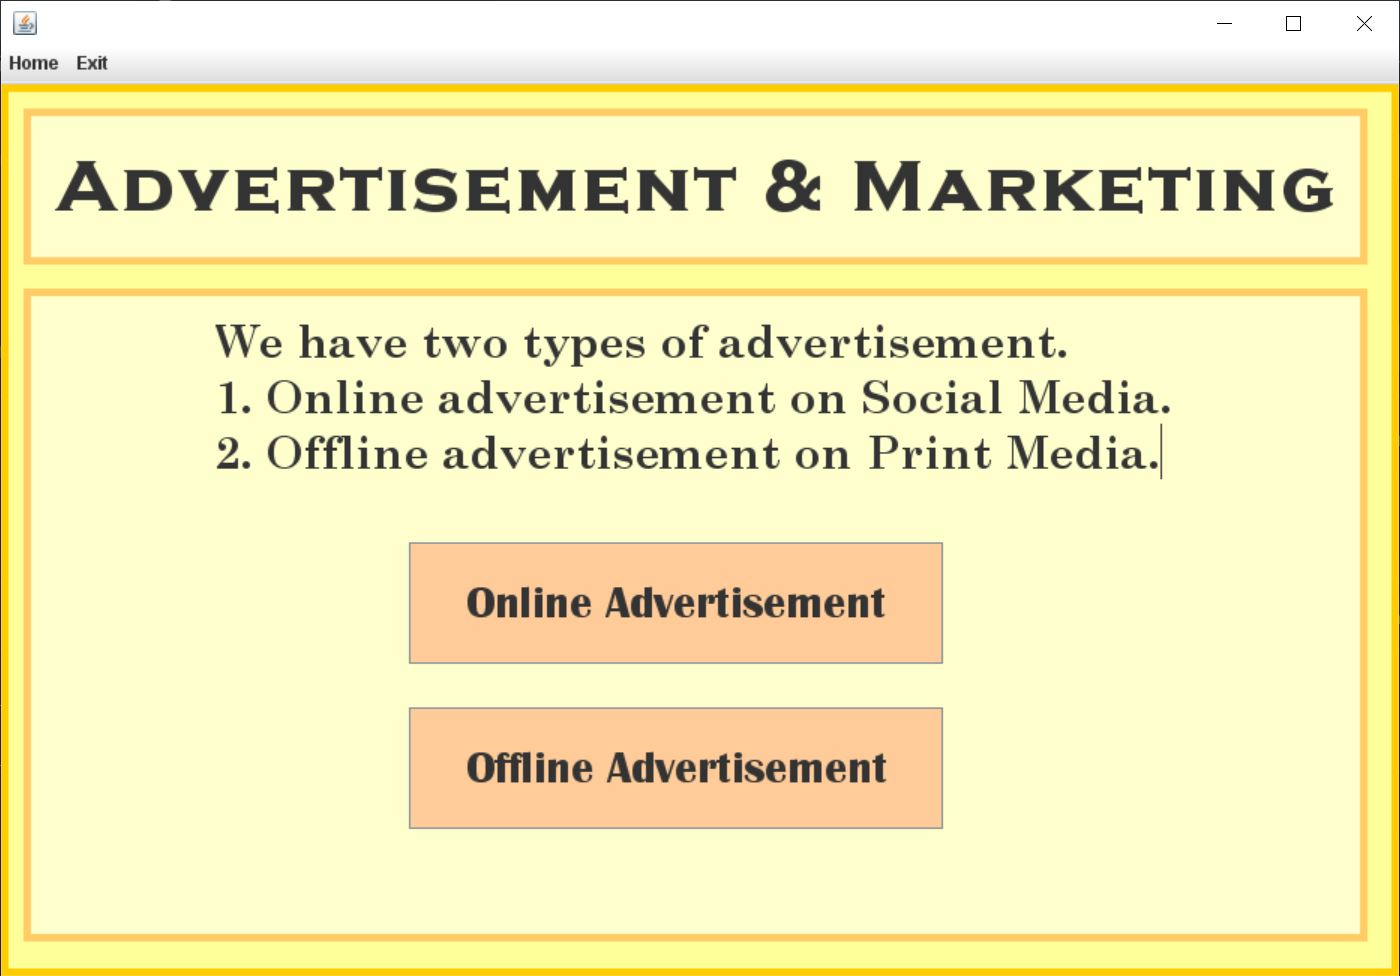 Home Exit
ADVERTISEMENT & MARKETING
We have two types of advertisement.
1. Online advertisement on Social Media.
2. Offline advertisement on Print Media.
Online Advertisement
Offline Advertisement